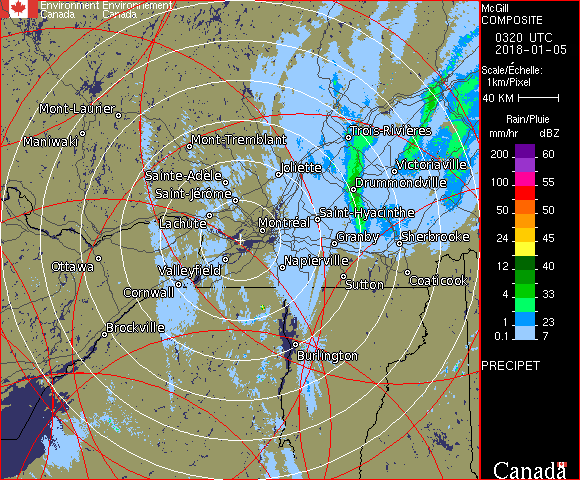 Environment Environnement
Canada Canada
McGill
COMPOSITE
0320 UTC
2018-01-05
Scale/Échelle:
1km/Pixel
40 KM
Rain/Pluie
mm/hr dBZ
200 60
100 55
50 50
24 45
12 40
4 33
1 23
0.1 7
PRECIPET
Canada
Mont-Laurier
Maniwaki
Mont-Tremblant
Trois-Rivières
Joliette
Victoriaville
Sainte-Adèle
Drummondville
Saint-Jérôme
Saint-Hyacinthe
Lachute
Montréal
Granby
Sherbrooke
Ottawa
Valleyfield
Napierville
Cornwall
Sutton
Coaticook
Brockville
Burlington